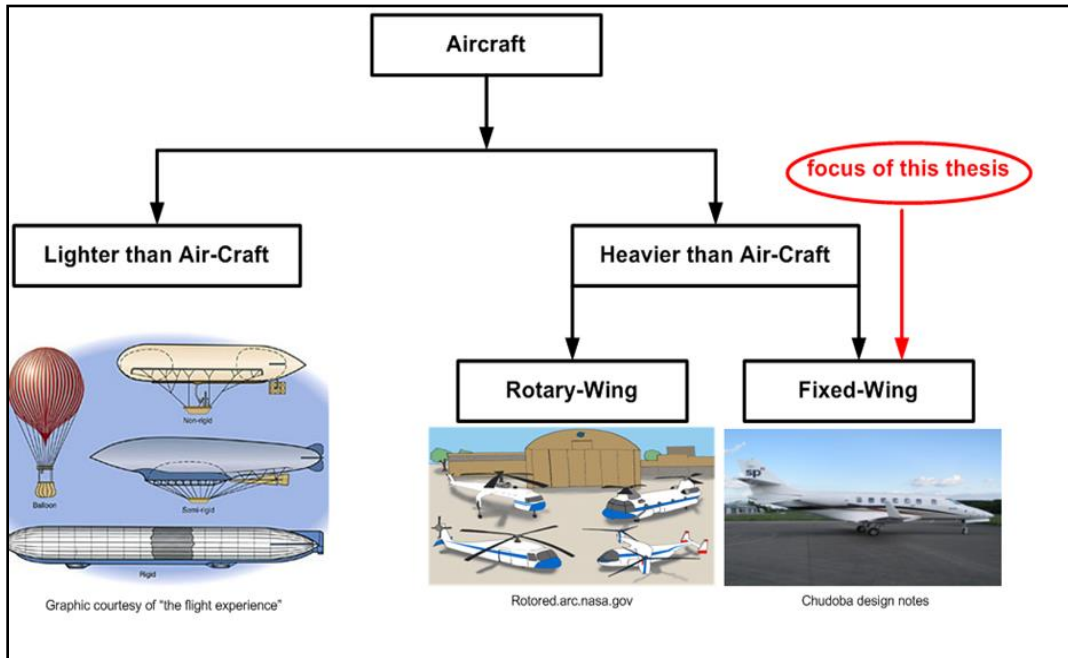 Aircraft
focus of this thesis
Lighter than Air-Craft
Heavier than Air-Craft
Rotary-Wing
Fixed-Wing
Non-rigid
Balloon
Semi-rigid
Rigid
sp
Graphic courtesy of "the flight experience"
Rotored.arc.nasa.gov
Chudoba design notes